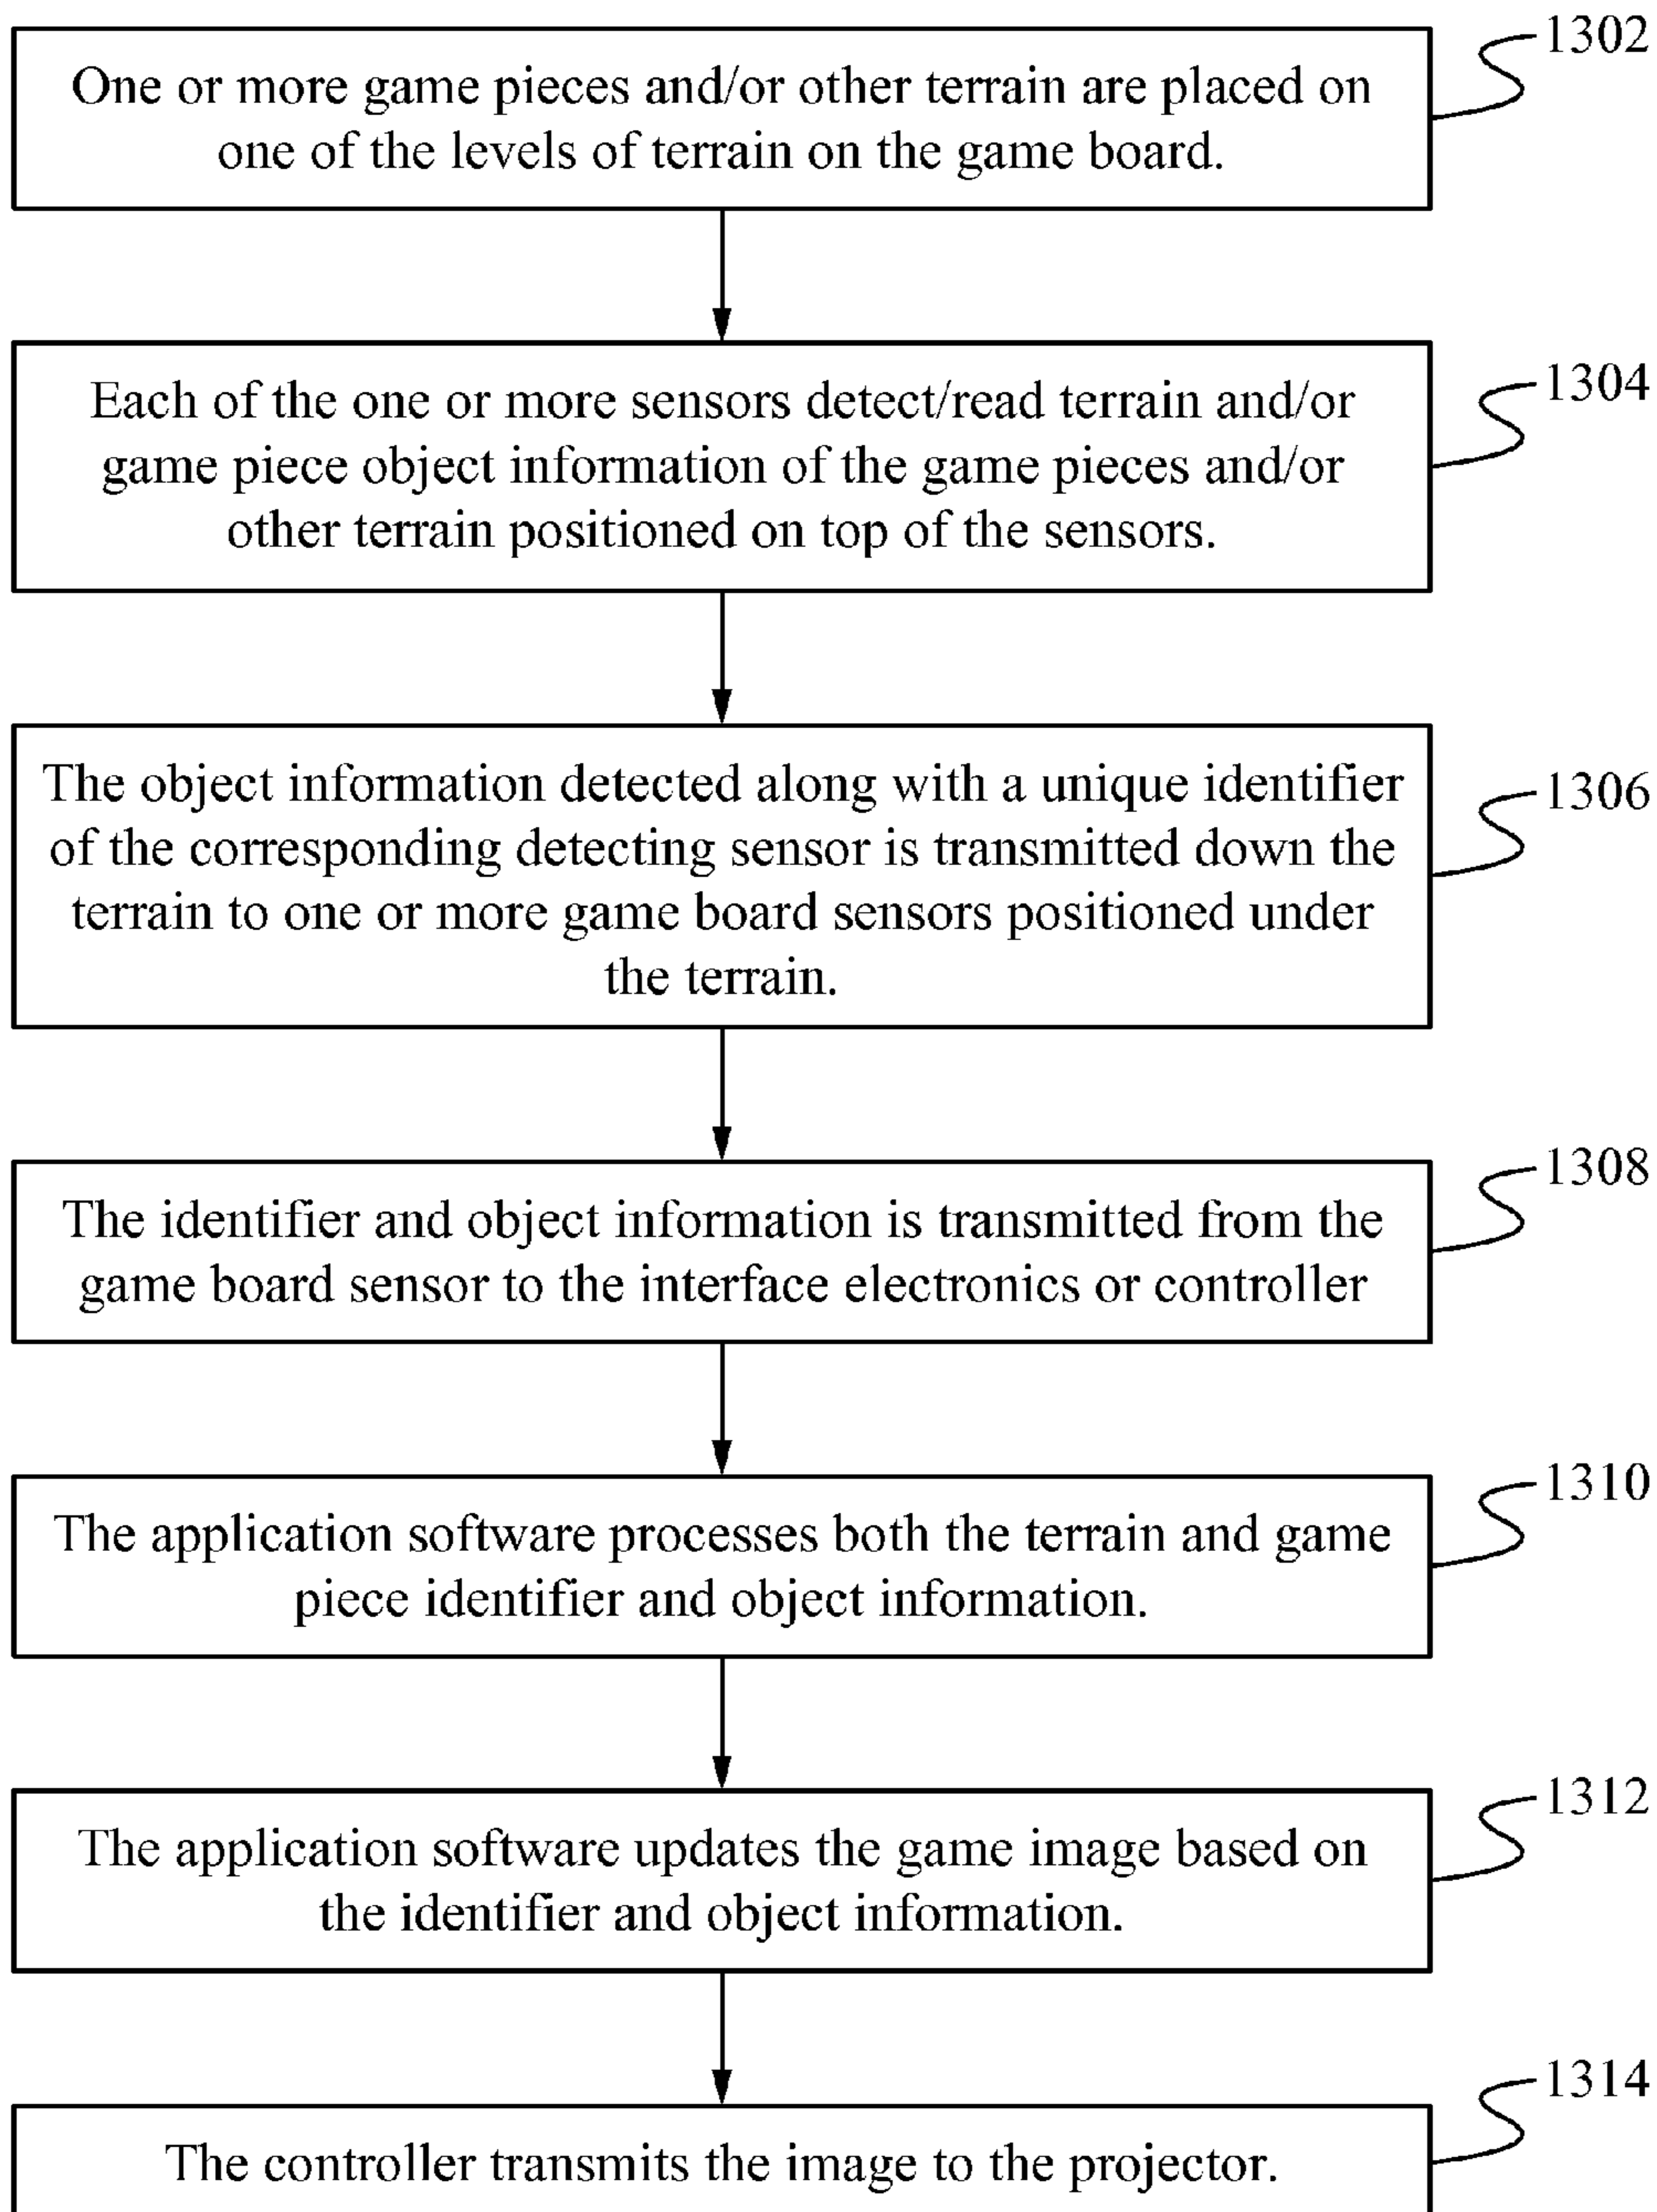 1302
One or more game pieces and/or other terrain are placed on
one of the levels of terrain on the game board.
1304
Each of the one or more sensors detect/read terrain and/or
game piece object information of the game pieces and/or
other terrain positioned on top of the sensors.
1306
The object information detected along with a unique identifier
of the corresponding detecting sensor is transmitted down the
terrain to one or more game board sensors positioned under
the terrain.
1308
The identifier and object information is transmitted from the
game board sensor to the interface electronics or controller
1310
The application software processes both the terrain and game
piece identifier and object information.
1312
The application software updates the game image based on
the identifier and object information.
1314
The controller transmits the image to the projector.